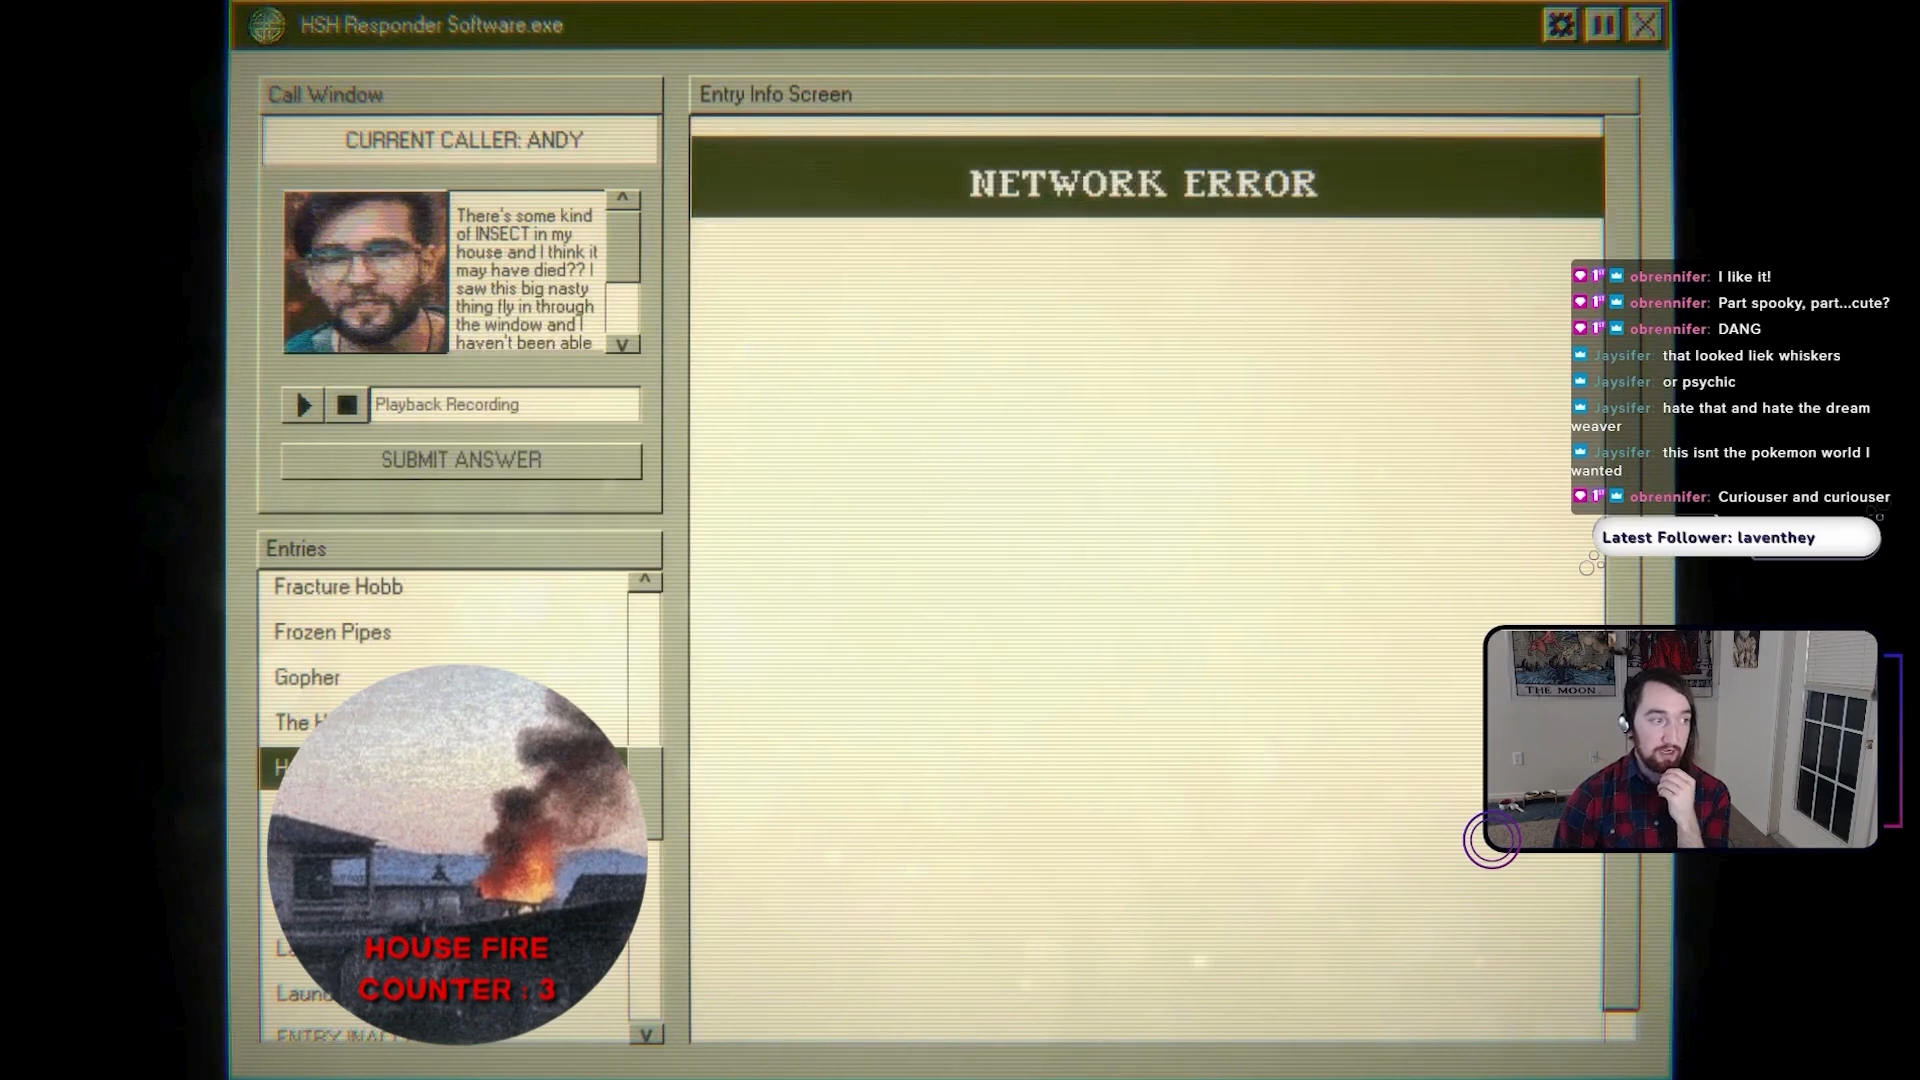 HSH Responder Software.exe
Call Window
CURRENT CALLER: ANDY
There's some kind
of INSECT in my
house and I think it
may have died?? I
saw this big nasty
thing fly in through
the window and I
haven't been able
Playback Recording
SUBMIT ANSWER
Entries
Fracture Hobb
Frozen Pipes
Gopher
The
HOUSE FIRE
COUNTER : 3
Entry Info Screen
NETWORK ERROR
obrennifer: I like it!
obrennifer: Part spooky, part...cute?
obrennifer: DANG
Jaysifer: that looked liek whiskers
Jaysifer: or psychic
Jaysifer: hate that and hate the dream
weaver
Jaysifer: this isnt the pokemon world I
wanted
obrennifer: Curiouser and curiouser
Latest Follower: laventhey
THE MOON.